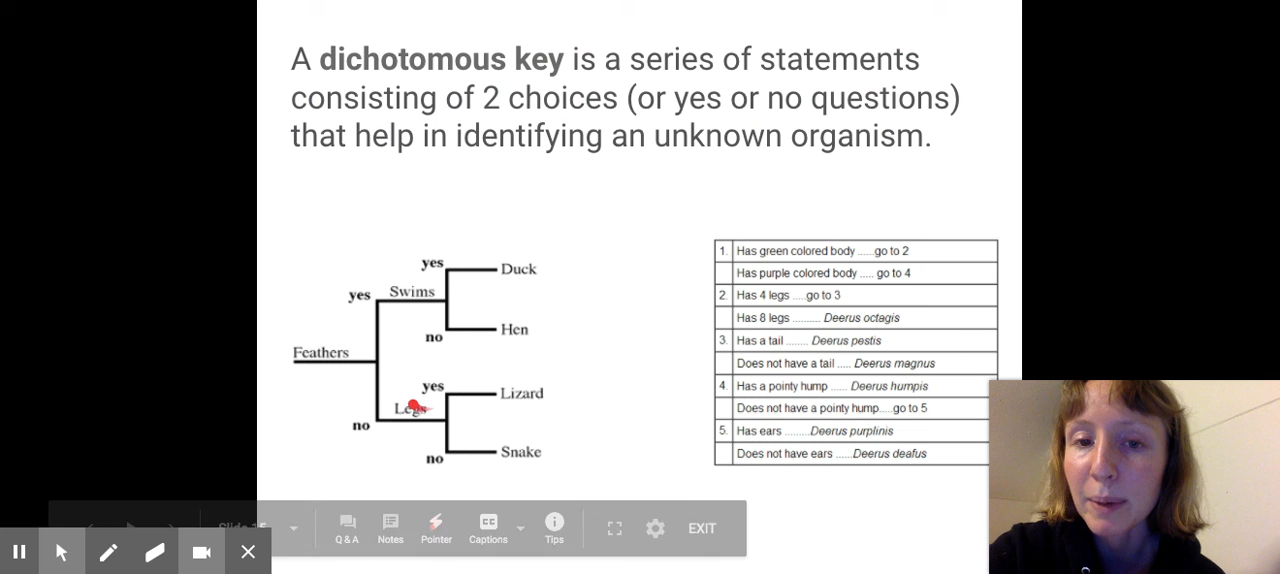 A dichotomous key is a series of statements
consisting of 2 choices (or yes or no questions)
that help in identifying an unknown organism.
yes
Duck
yes
Swims
no
Hen
Feathers
yes
Lizard
Legs
no
no
Snake
1. Has green colored body ......go to 2
Has purple colored body ..... go to 4
2. Has 4 legs .....go to 3
Has 8 legs .......... Deerus octagis
3. Has a tail ........ Deerus pestis
Does not have a tail ..... Deerus magnus
4. Has a pointy hump ...... Deerus humpis
Does not have a pointy hump.....go to 5
5. Has ears .........Deerus purplinis
Does not have ears ......Deerus deafus
Slide 15
Q & A
Notes
Pointer
CC
Captions
Tips
EXIT